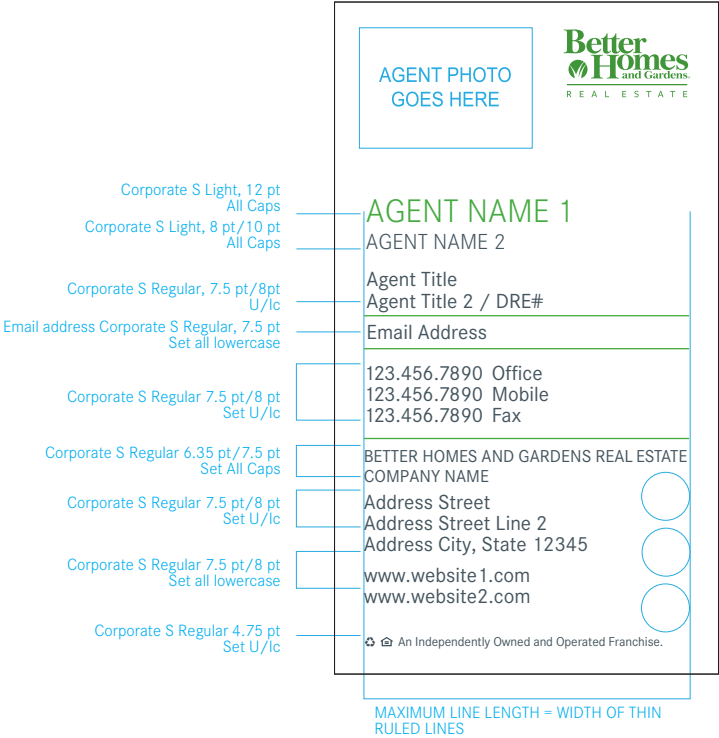 AGENT PHOTO
GOES HERE
Better
Homes
and Gardens
REAL ESTATE
Corporate S Light, 12 pt
All Caps
AGENT NAME 1
Corporate S Light, 8 pt/10 pt
All Caps
AGENT NAME 2
Corporate S Regular, 7.5 pt/8pt
U/lc
Agent Title
Agent Title 2 / DRE#
Email address Corporate S Regular, 7.5 pt
Set all lowercase
Email Address
Corporate S Regular 7.5 pt/8 pt
Set U/lc
123.456.7890 Office
123.456.7890 Mobile
123.456.7890 Fax
Corporate S Regular 6.35 pt/7.5 pt
Set All Caps
BETTER HOMES AND GARDENS REAL ESTATE
COMPANY NAME
Corporate S Regular 7.5 pt/8 pt
Set U/lc
Address Street
Address Street Line 2
Address City, State 12345
Corporate S Regular 7.5 pt/8 pt
Set all lowercase
www.website1.com
www.website2.com
Corporate S Regular 4.75 pt
Set U/lc
An Independently Owned and Operated Franchise.
MAXIMUM LINE LENGTH = WIDTH OF THIN
RULED LINES